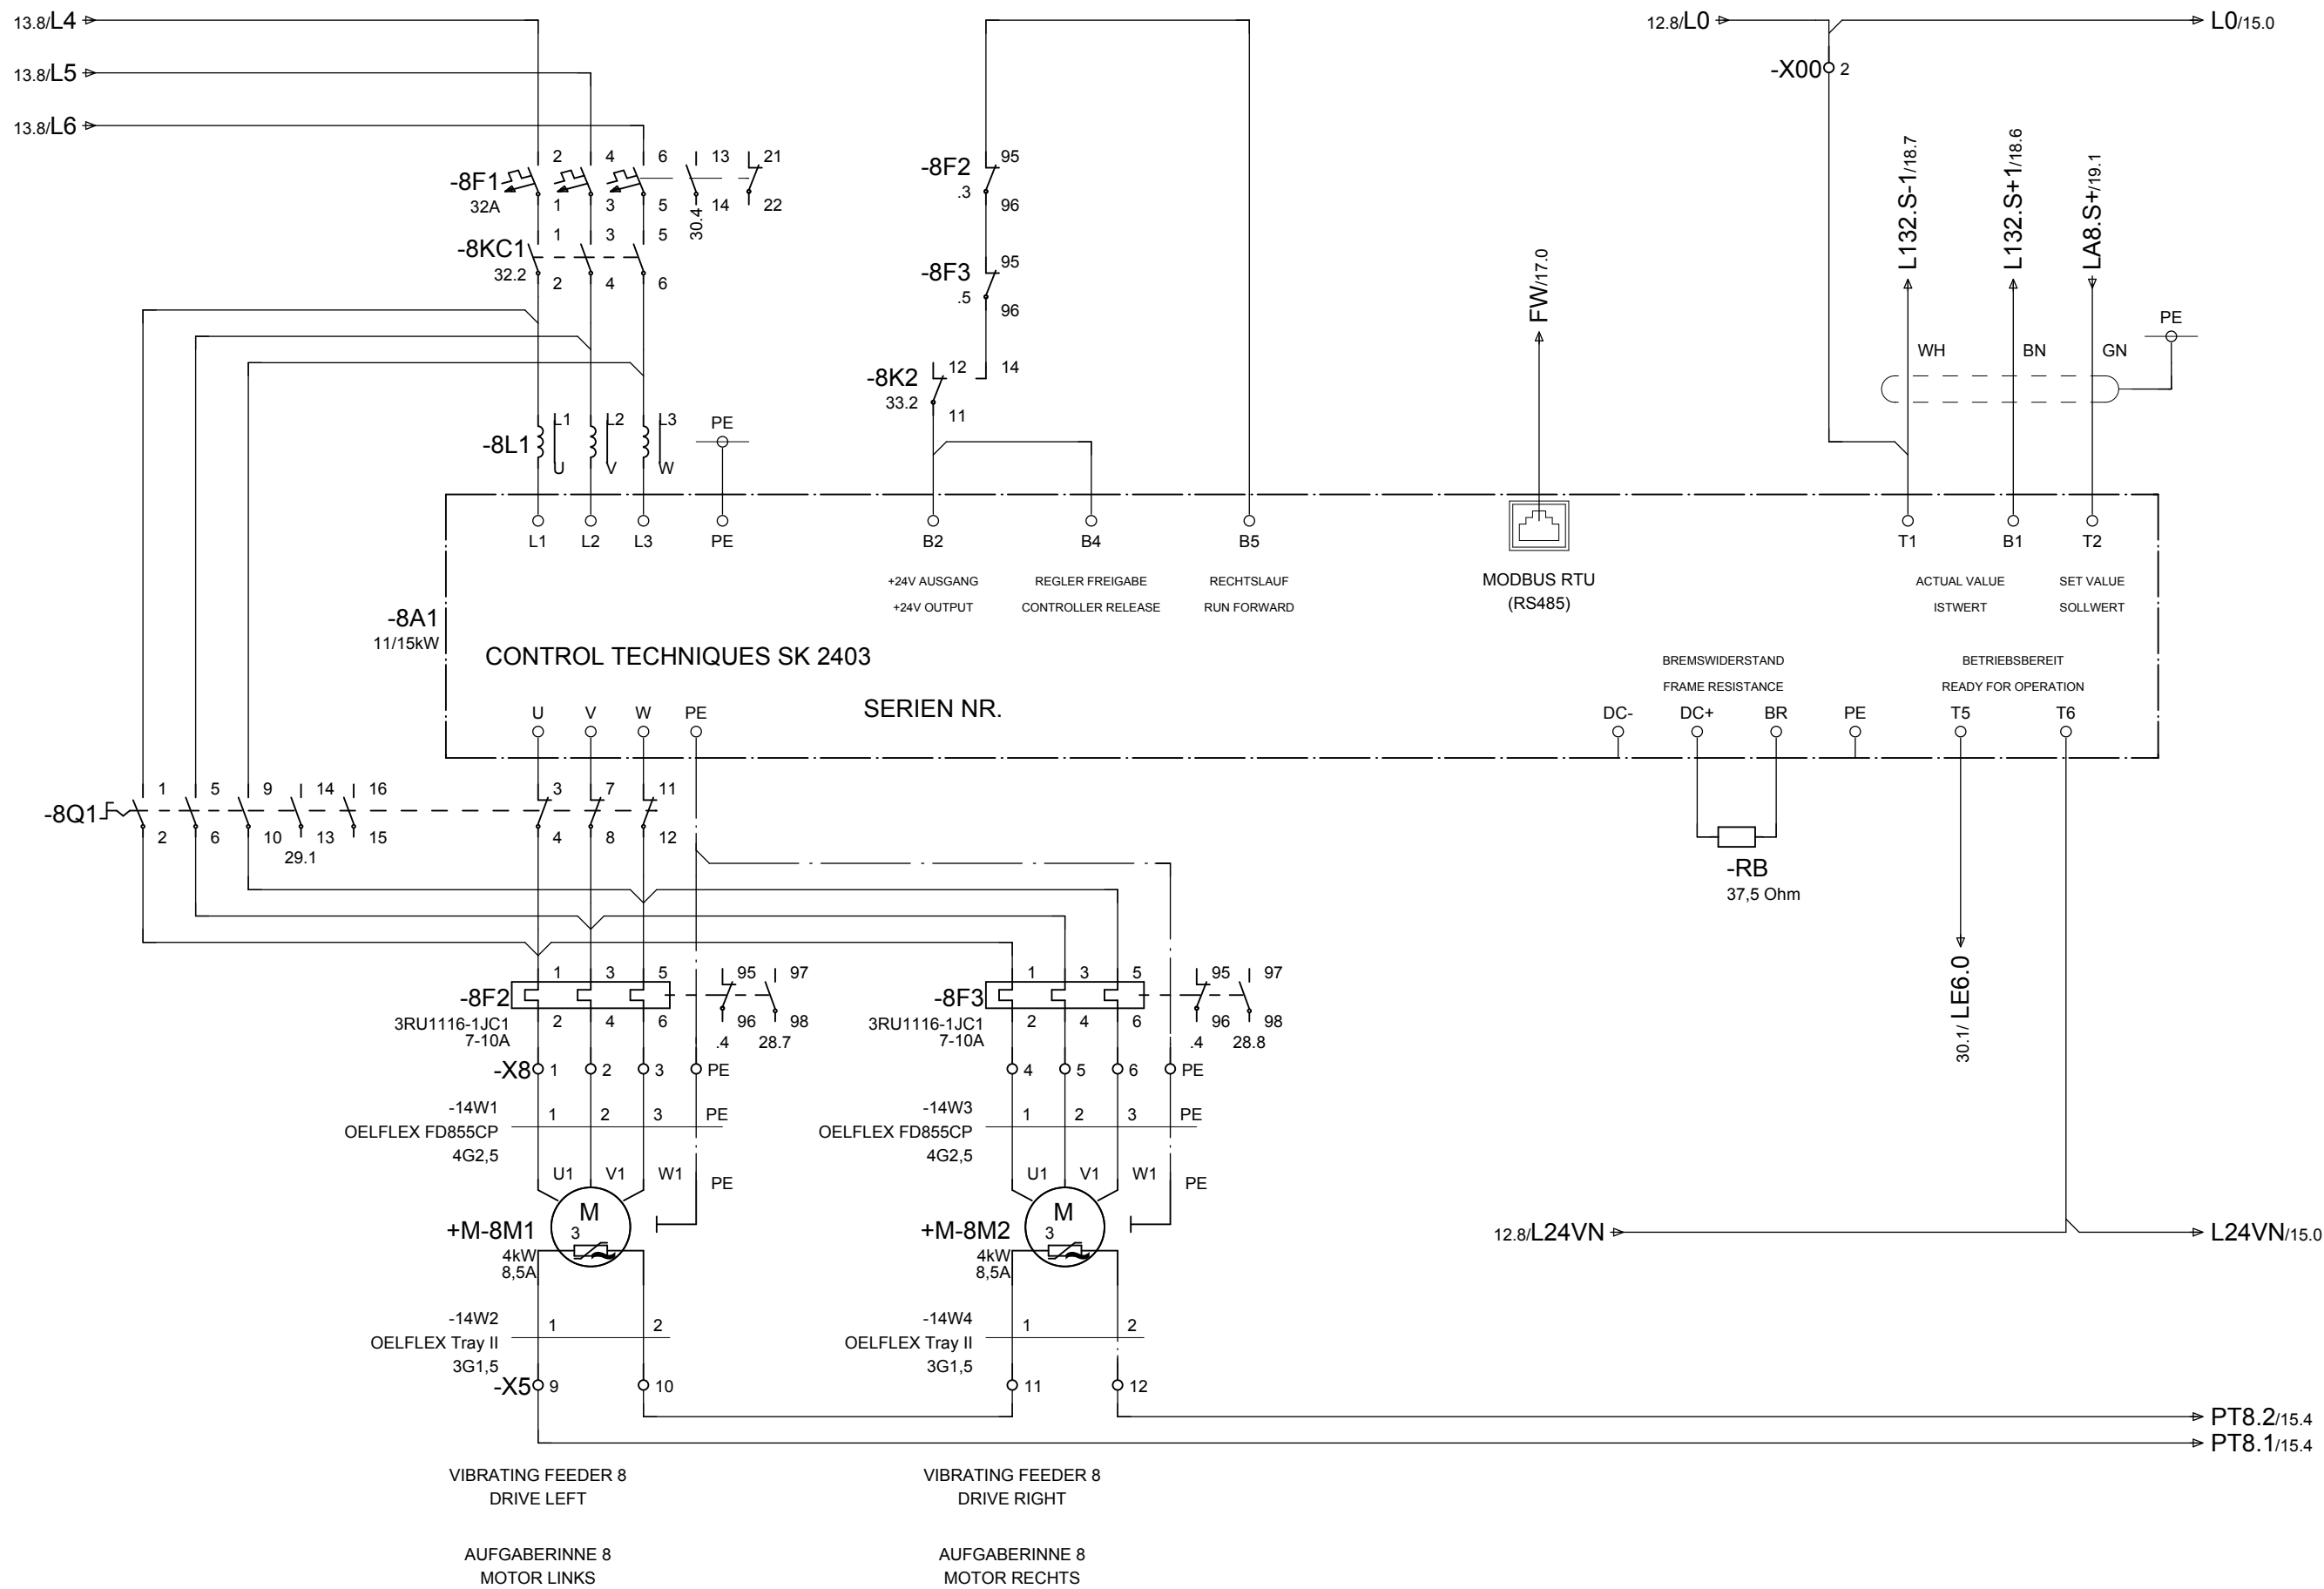 13.8/L4
12.8/L0
L0/15.0
13.8/L5
-X00 2
13.8/L6
2 4 6 13 21
-8F1
32A
1 3 5 14 22
30.4
-8KC1
32.2
1 3 5
2 4 6
-8F2
.3
95
96
-8F3
.5
95
96
-8K2
33.2
12 14
11
FW/17.0
L132.S-1/18.7
L132.S+1/18.6
LA8.S+/19.1
PE
WH BN GN
-8L1
L1 L2 L3 PE
U V W
L1 L2 L3 PE B2 B4 B5 T1 B1 T2
+24V AUSGANG
+24V OUTPUT
REGLER FREIGABE
CONTROLLER RELEASE
RECHTSLAUF
RUN FORWARD
MODBUS RTU
(RS485)
ACTUAL VALUE
ISTWERT
SET VALUE
SOLLWERT
-8A1
11/15kW
CONTROL TECHNIQUES SK 2403
SERIEN NR.
BREMSWIDERSTAND
FRAME RESISTANCE
BETRIEBSBEREIT
READY FOR OPERATION
U V W PE
DC- DC+ BR PE T5 T6
-8Q1
1 5 9 14 16 3 7 11
2 6 10 13 15 4 8 12
29.1
-RB
37,5 Ohm
30.1/ LE6.0
-8F2
3RU1116-1JC1
7-10A
1 3 5 95 97
2 4 6 96 98
.4 28.7
-8F3
3RU1116-1JC1
7-10A
1 3 5 95 97
2 4 6 96 98
.4 28.8
-X8 1 2 3 PE 4 5 6 PE
-14W1
OELFLEX FD855CP
4G2,5
1 2 3 PE
-14W3
OELFLEX FD855CP
4G2,5
1 2 3 PE
U1 V1 W1 PE
U1 V1 W1 PE
+M-8M1
4kW
8,5A
M
3
+M-8M2
4kW
8,5A
M
3
12.8/L24VN
L24VN/15.0
-14W2
OELFLEX Tray II
3G1,5
1 2
-14W4
OELFLEX Tray II
3G1,5
1 2
-X5 9 10 11 12
PT8.2/15.4
PT8.1/15.4
VIBRATING FEEDER 8
DRIVE LEFT
VIBRATING FEEDER 8
DRIVE RIGHT
AUFGABERINNE 8
MOTOR LINKS
AUFGABERINNE 8
MOTOR RECHTS